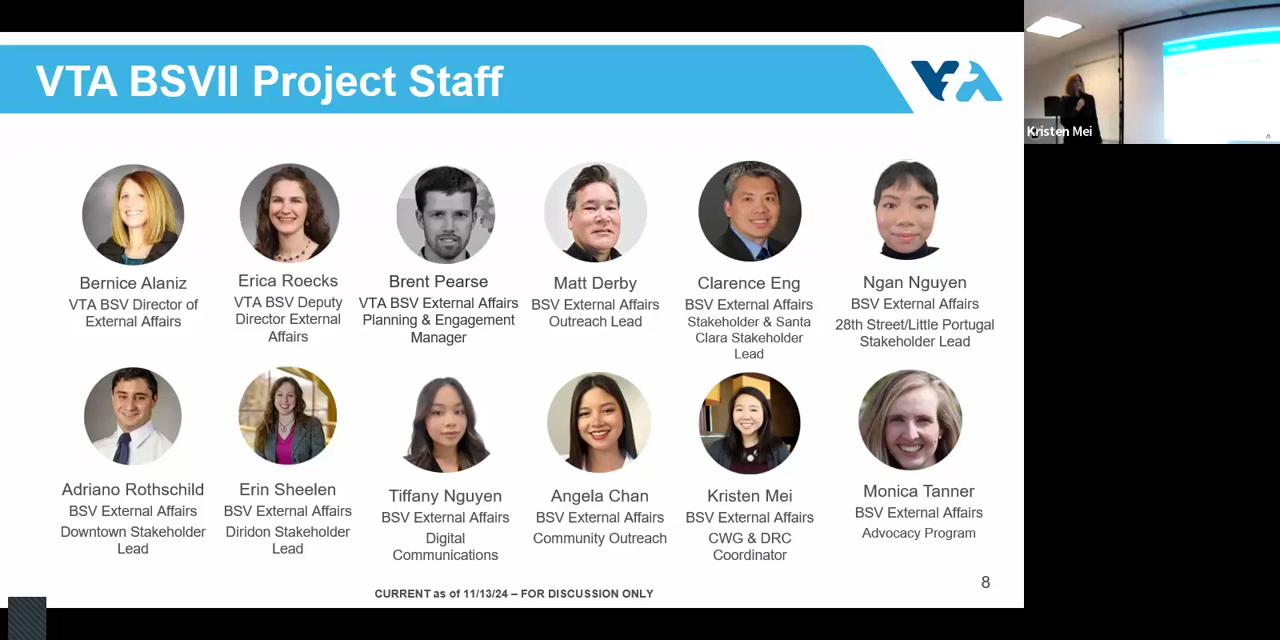 VTA BSVII Project Staff
VTA
Kristen Mei
Bernice Alaniz
VTA BSV Director of
External Affairs
Erica Roecks
VTA BSV Deputy
Director External
Affairs
Brent Pearse
VTA BSV External Affairs
Planning & Engagement
Manager
Matt Derby
BSV External Affairs
Outreach Lead
Clarence Eng
BSV External Affairs
Stakeholder & Santa
Clara Stakeholder
Lead
Ngan Nguyen
BSV External Affairs
28th Street/Little Portugal
Stakeholder Lead
Adriano Rothschild
BSV External Affairs
Downtown Stakeholder
Lead
Erin Sheelen
BSV External Affairs
Diridon Stakeholder
Lead
Tiffany Nguyen
BSV External Affairs
Digital
Communications
Angela Chan
BSV External Affairs
Community Outreach
Kristen Mei
BSV External Affairs
CWG & DRC
Coordinator
Monica Tanner
BSV External Affairs
Advocacy Program
CURRENT as of 11/13/24 – FOR DISCUSSION ONLY
8